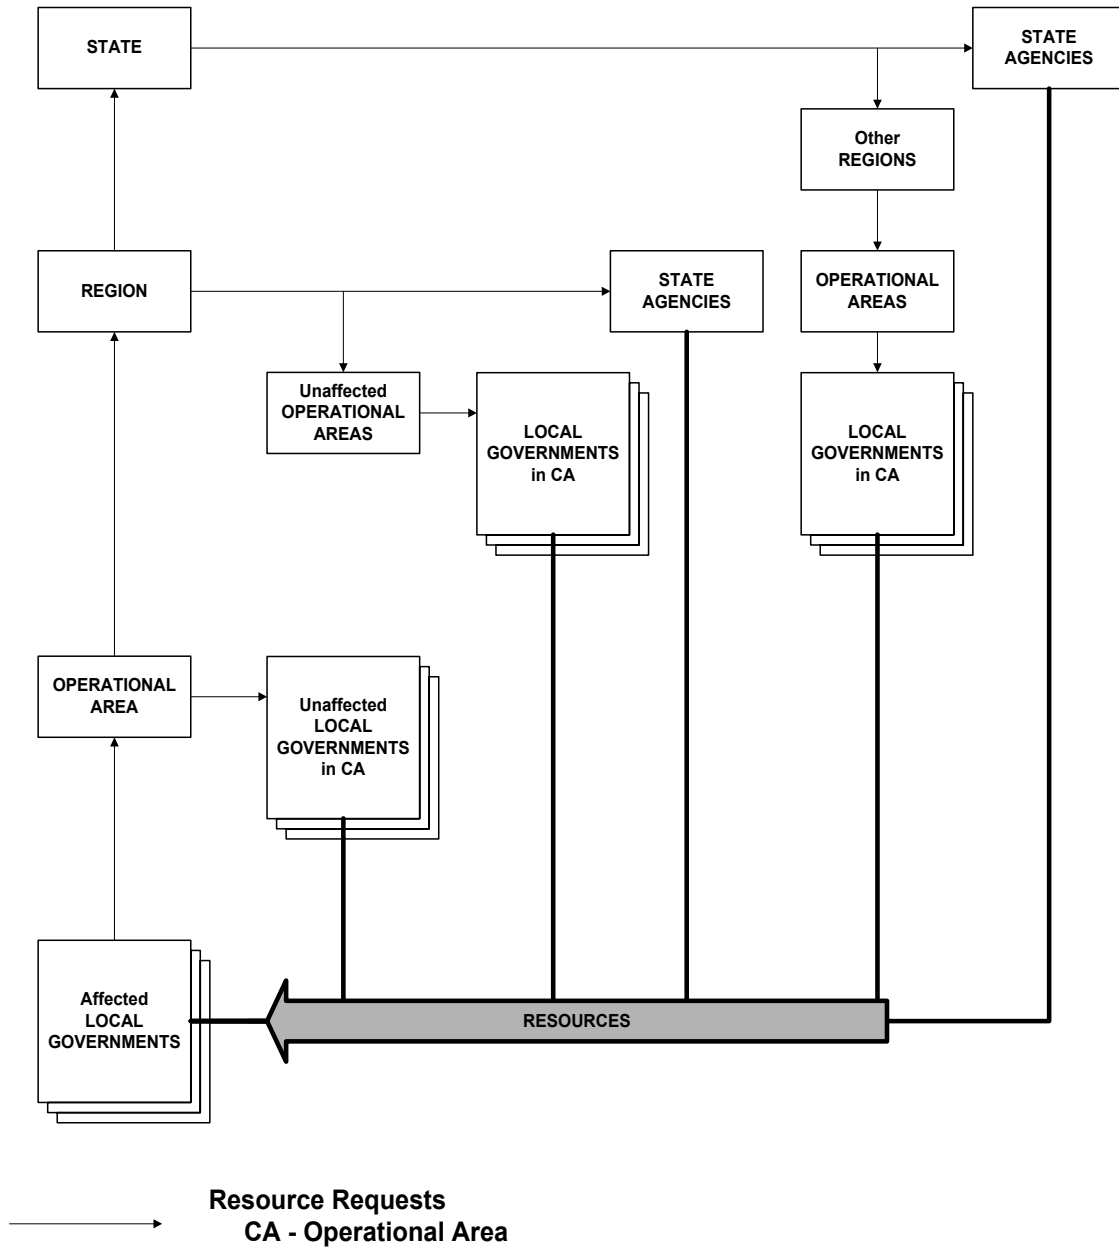 STATE
STATE
AGENCIES
Other
REGIONS
REGION
STATE
AGENCIES
OPERATIONAL
AREAS
Unaffected
OPERATIONAL
AREAS
LOCAL
GOVERNMENTS
in CA
LOCAL
GOVERNMENTS
in CA
OPERATIONAL
AREA
Unaffected
LOCAL
GOVERNMENTS
in CA
Affected
LOCAL
GOVERNMENTS
RESOURCES
Resource Requests
CA - Operational Area